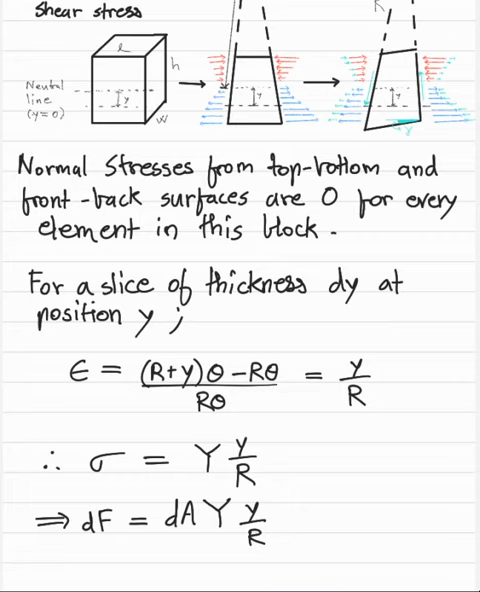 Shear stress
l
h
R
Neutral
line
(y=0)
y
w
y
y
γ
Normal Stresses from top-bottom and
front-back surfaces are 0 for every
element in this block.
For a slice of thickness dy at
position y ;
ϵ = (R+y)θ - Rθ / Rθ = y / R
∴ σ = Y y / R
⇒ dF = dA Y y / R